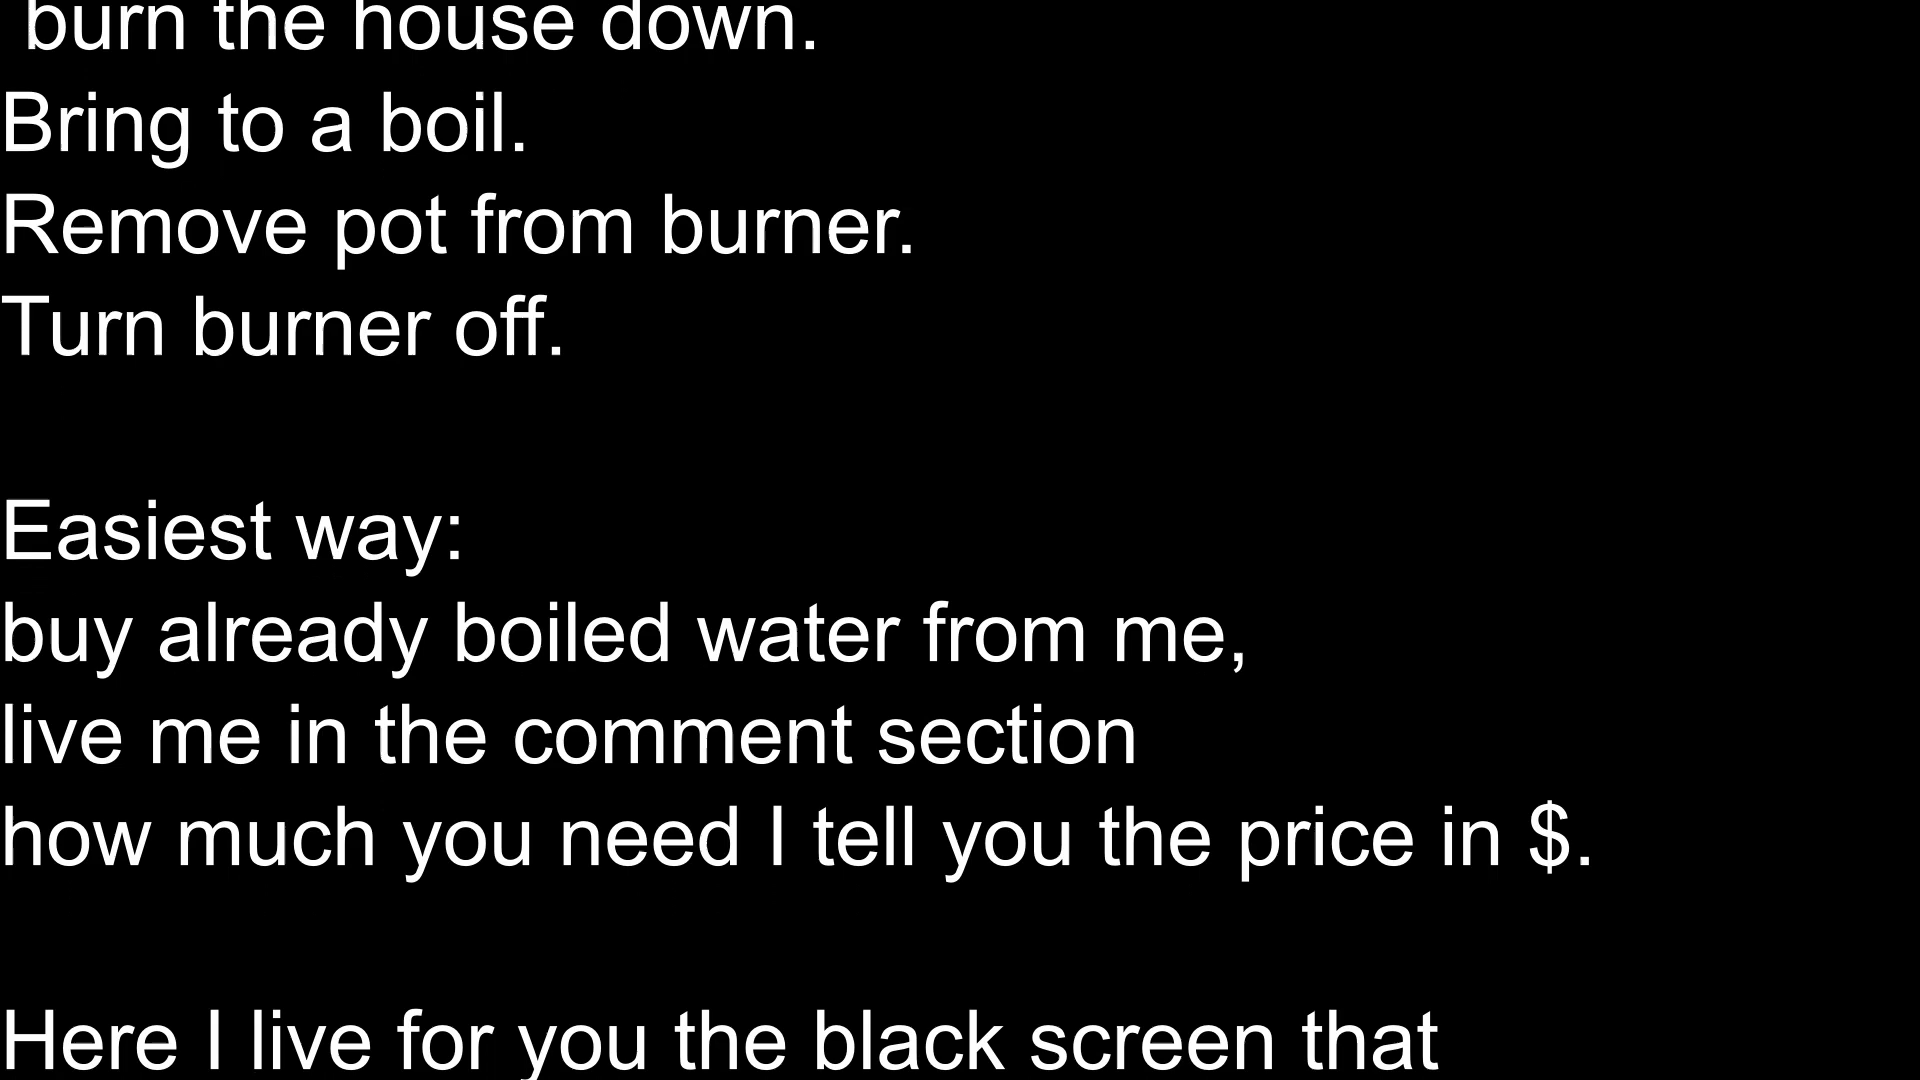 burn the house down.
Bring to a boil.
Remove pot from burner.
Turn burner off.
Easiest way:
buy already boiled water from me,
live me in the comment section
how much you need I tell you the price in $.
Here I live for you the black screen that